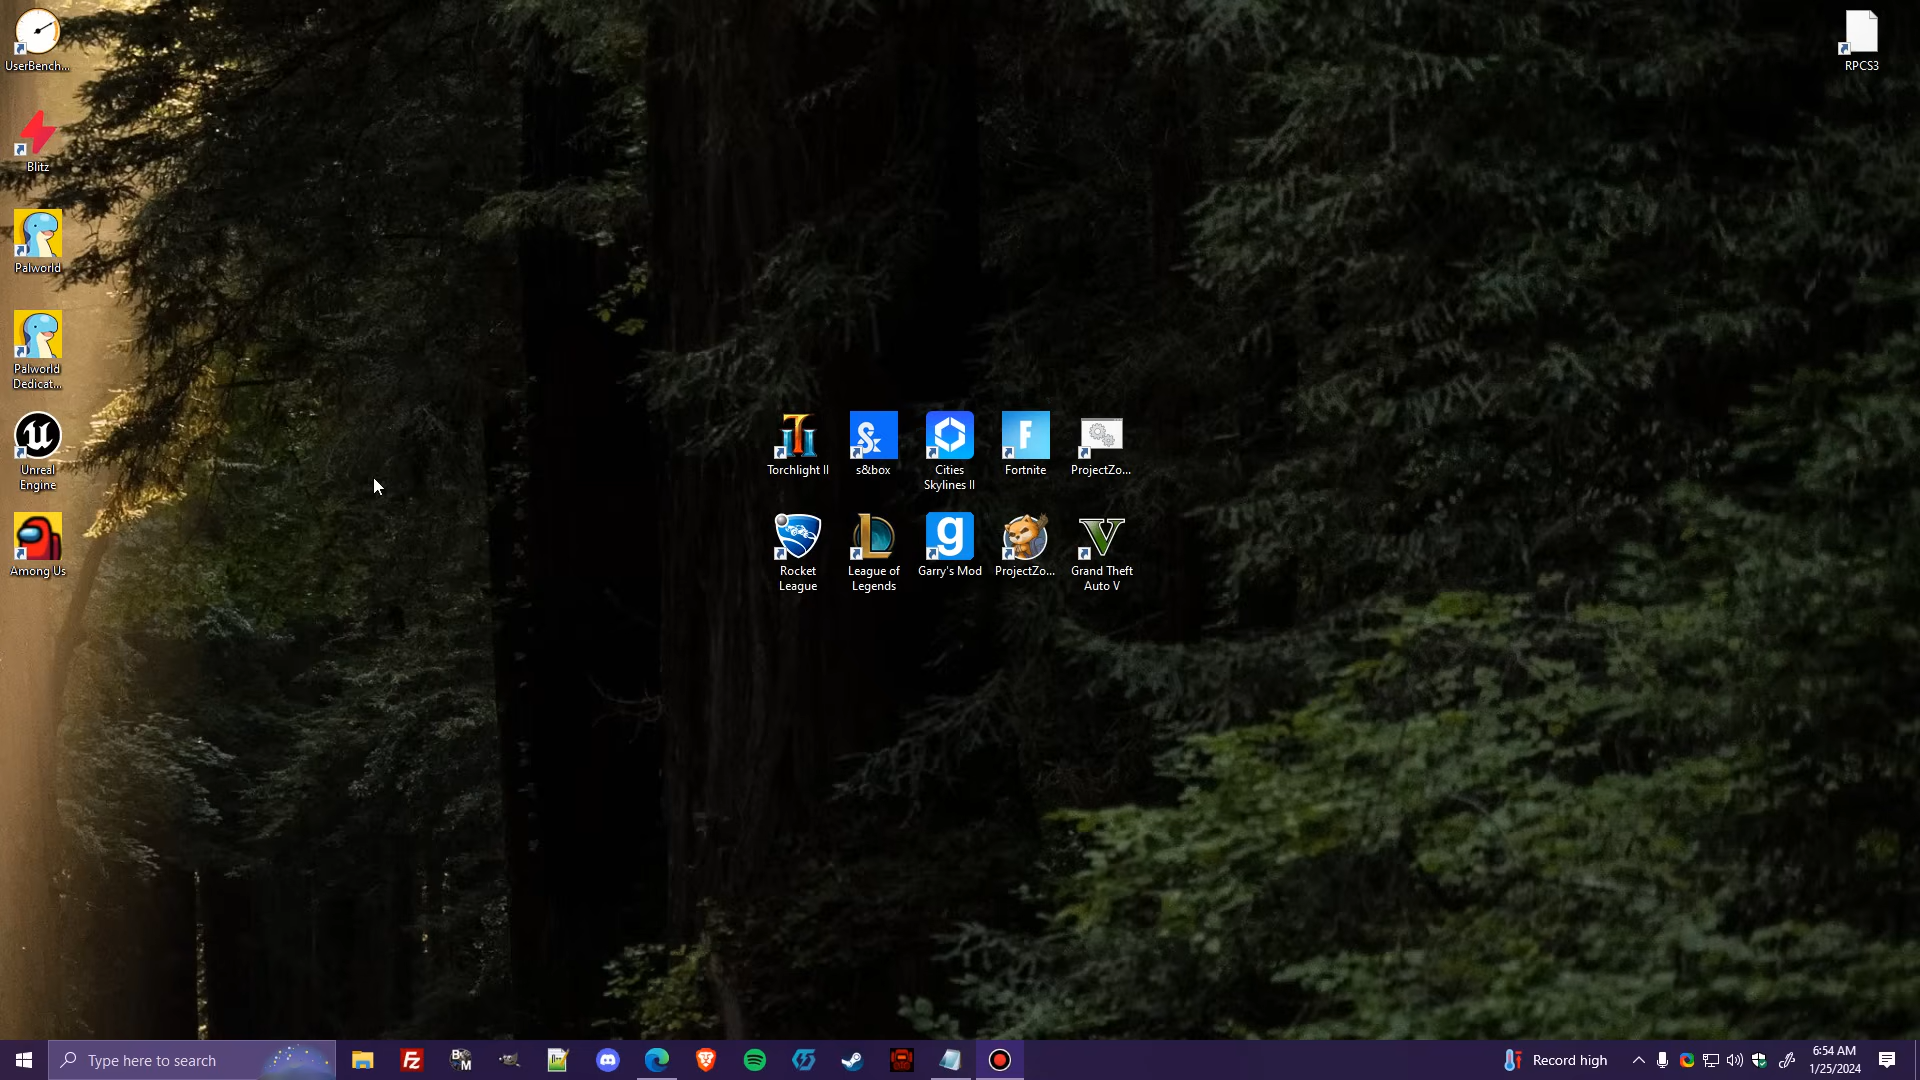 UserBench...
Blitz
Palworld
Palworld
Dedicat...
Unreal
Engine
Among Us
Torchlight II
s&box
Cities
Skylines II
Fortnite
ProjectZo...
Rocket
League
League of
Legends
Garry's Mod
ProjectZo...
Grand Theft
Auto V
RPCS3
Type here to search
Record high
6:54 AM
1/25/2024